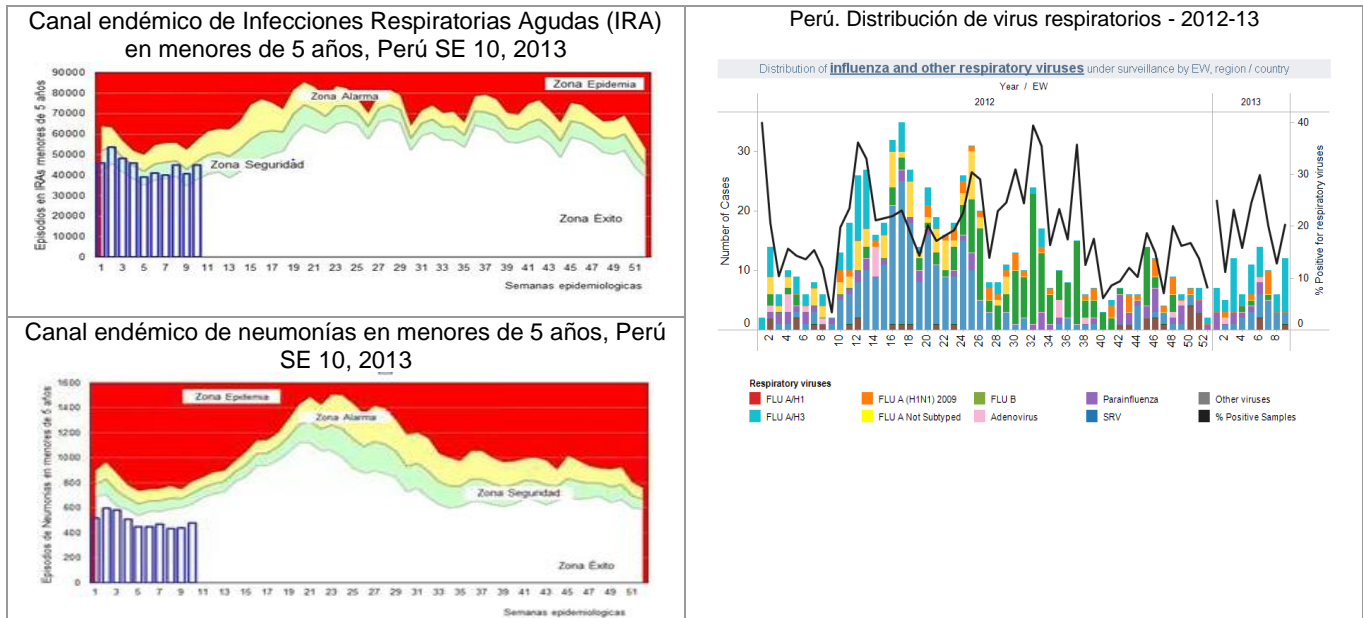 Canal endémico de Infecciones Respiratorias Agudas (IRA)
en menores de 5 años, Perú SE 10, 2013
90000
80000
70000
60000
50000
40000
30000
20000
10000
0
Episodios en IRAs menores de 5 años
Zona Epidemia
Zona Alarma
Zona Seguridad
Zona Exito
1 3 5 7 9 11 13 15 17 19 21 23 25 27 29 31 33 35 37 39 41 43 45 47 49 51
Semanas epidemiologicas
Canal endémico de neumonías en menores de 5 años, Perú
SE 10, 2013
1600
1400
1200
1000
800
600
400
200
0
Episodios de Neumonias en menores de 5 años
Zona Epidemia
Zona Alarma
Zona Seguridad
Zona Éxito
1 3 5 7 9 11 13 15 17 19 21 23 25 27 29 31 33 35 37 39 41 43 45 47 49 51
Semanas epidemiologicas
Perú. Distribución de virus respiratorios - 2012-13
Distribution of influenza and other respiratory viruses under surveillance by EW, region / country
Year / EW
2012 2013
Number of Cases
30
20
10
0
% Positive for respiratory viruses
40
30
20
10
0
2 4 6 8 10 12 14 16 18 20 22 24 26 28 30 32 34 36 38 40 42 44 46 48 50 52 2 4 6 8
Respiratory viruses
FLU A/H1 FLU A (H1N1) 2009 FLU B Parainfluenza Other viruses
FLU A/H3 FLU A Not Subtyped Adenovirus SRV % Positive Samples